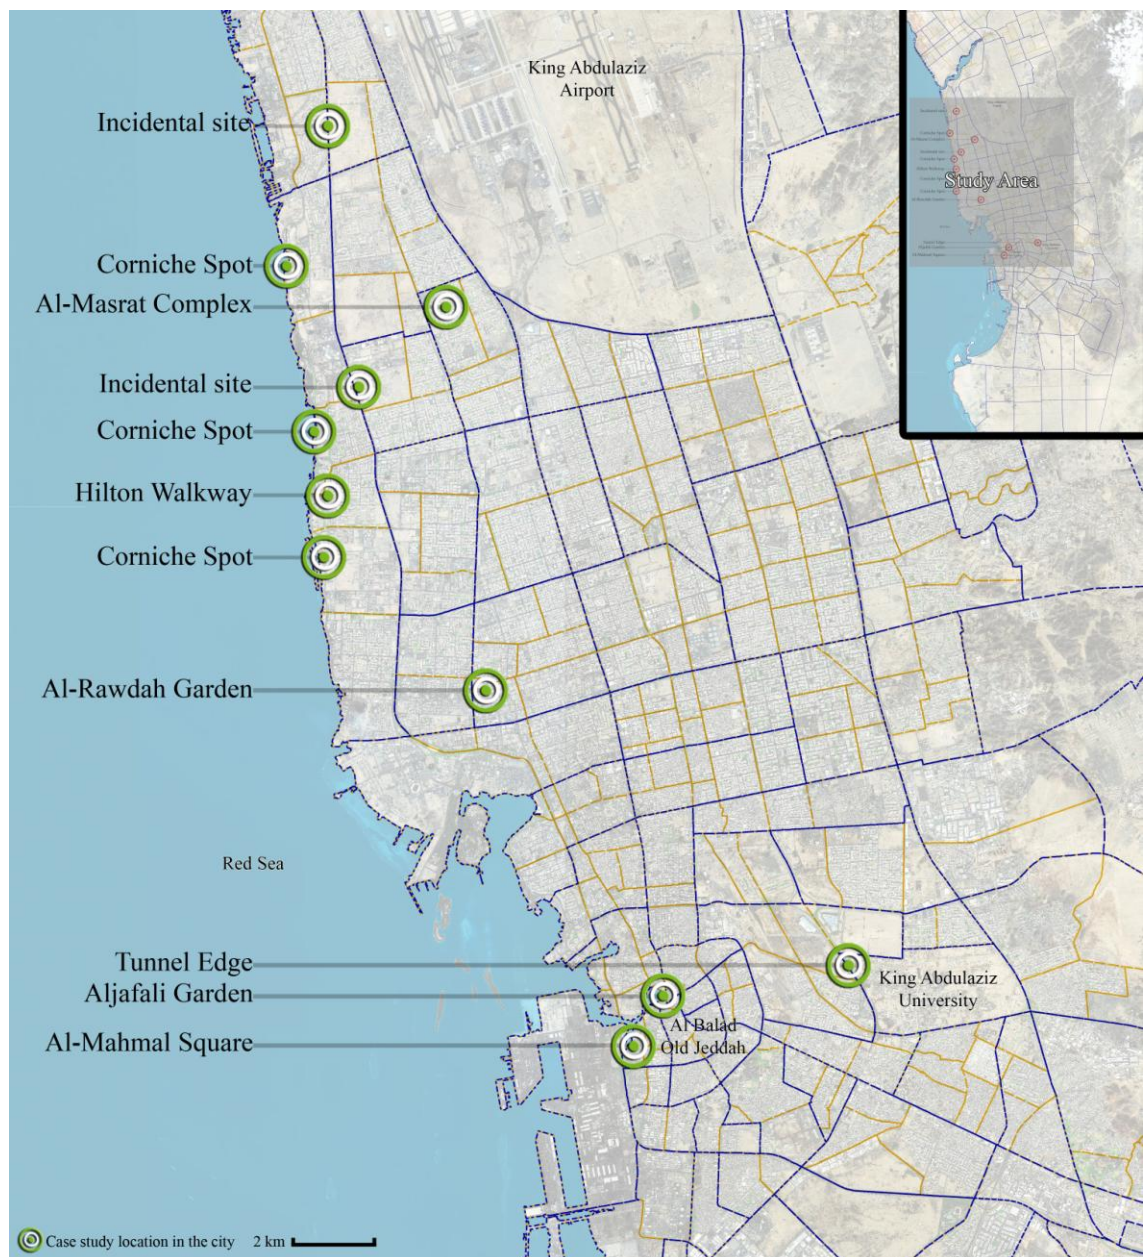 King Abdulaziz
Airport
Incidental site
Corniche Spot
Al-Masrat Complex
Study Area
Incidental site
Corniche Spot
Hilton Walkway
Corniche Spot
Al-Rawdah Garden
Red Sea
Tunnel Edge
King Abdulaziz
University
Aljafali Garden
Al Balad
Old Jeddah
Al-Mahmal Square
Case study location in the city
2 km